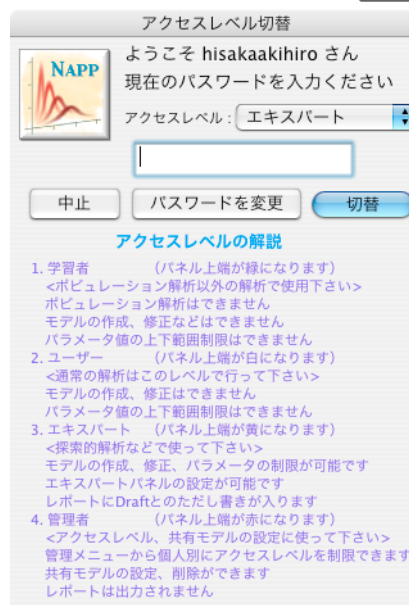 アクセスレベル切替
NAPP
ようこそ hisakaakihiro さん
現在のパスワードを入力ください
アクセスレベル : エキスパート
中止 パスワードを変更 切替
アクセスレベルの解説
1. 学習者 (パネル上端が緑になります)
<ポピュレーション解析以外の解析で使用下さい>
ポピュレーション解析はできません
モデルの作成、修正などはできません
パラメータ値の上下範囲制限はできません
2. ユーザー (パネル上端が白になります)
<通常の解析はこのレベルで行って下さい>
モデルの作成、修正はできません
パラメータ値の上下範囲制限はできません
3. エキスパート (パネル上端が黄になります)
<探索的解析などで使って下さい>
モデルの作成、修正、パラメータの制限が可能です
エキスパートパネルの設定が可能です
レポートにDraftとのただし書きが入ります
4. 管理者 (パネル上端が赤になります)
<アクセスレベル、共有モデルの設定に使って下さい>
管理メニューから個人別にアクセスレベルを制限できます
共有モデルの設定、削除ができます
レポートは出力されません